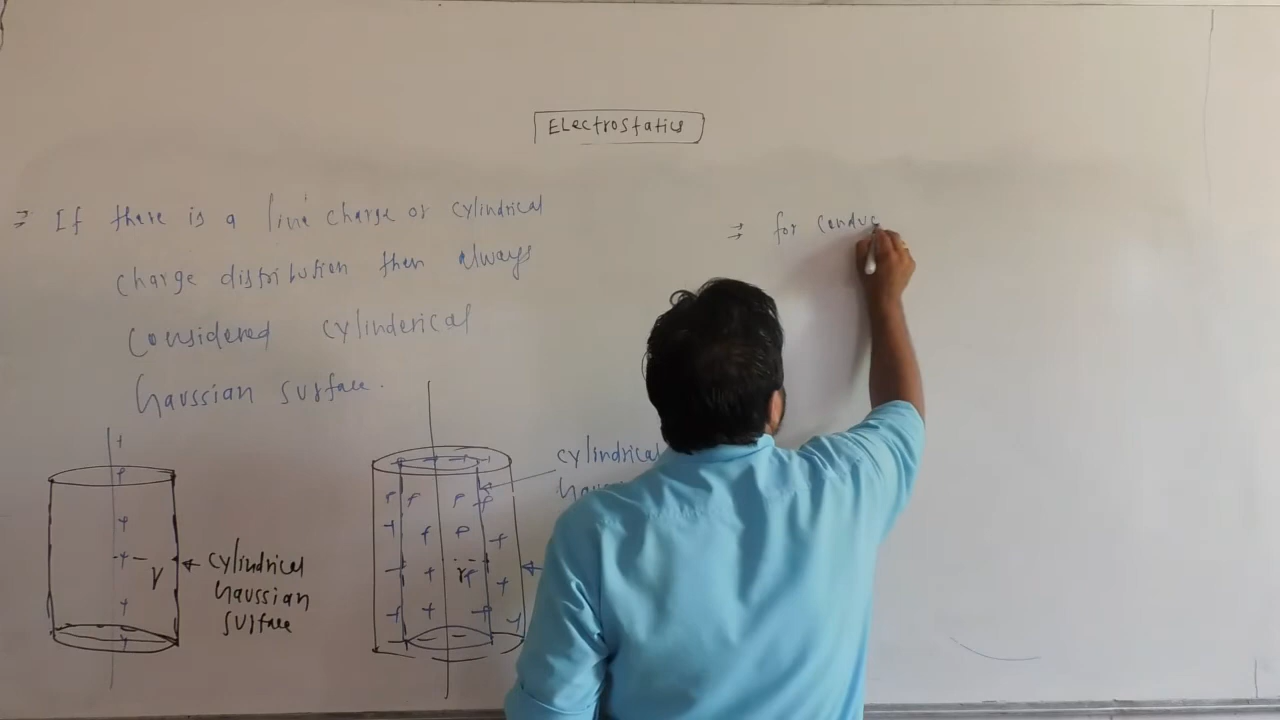 Electrostatics
⇒ If there is a line charge or cylindrical
charge distribution then always
Considered cylinderical
Gaussian surface.
cylindrical
Gaussian
surface
r
cylindrical
r
⇒ for conduc